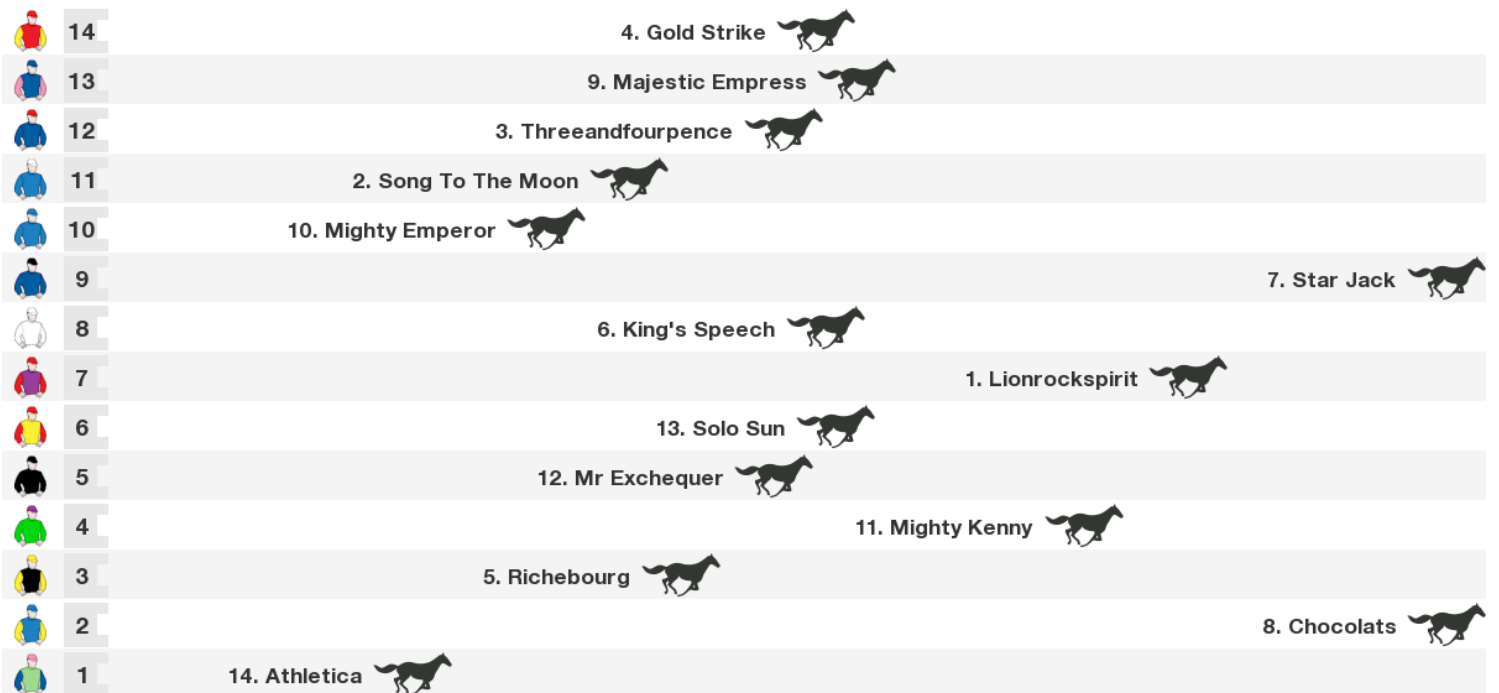 14 4. Gold Strike
13 9. Majestic Empress
12 3. Threeandfourpence
11 2. Song To The Moon
10 10. Mighty Emperor
9 7. Star Jack
8 6. King's Speech
7 1. Lionrockspirit
6 13. Solo Sun
5 12. Mr Exchequer
4 11. Mighty Kenny
3 5. Richebourg
2 8. Chocolats
1 14. Athletica